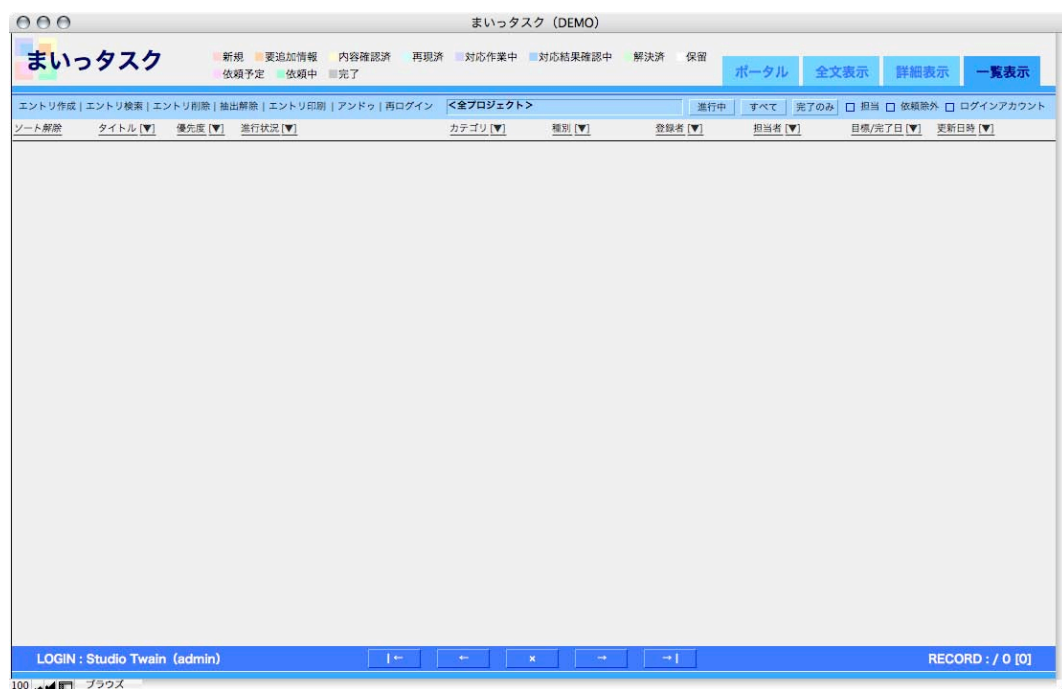 まいっタスク（DEMO）
まいっタスク
新規 要追加情報 内容確認済 再現済 対応作業中 対応結果確認中 解決済 保留
依頼予定 依頼中 完了
ポータル 全文表示 詳細表示 一覧表示
エントリ作成 | エントリ検索 | エントリ削除 | 抽出解除 | エントリ印刷 | アンドゥ | 再ログイン <全プロジェクト> 進行中 すべて 完了のみ 担当 依頼除外 ログインアカウント
ソート解除 タイトル [▼] 優先度 [▼] 進行状況 [▼] カテゴリ [▼] 種別 [▼] 登録者 [▼] 担当者 [▼] 目標/完了日 [▼] 更新日時 [▼]
LOGIN : Studio Twain（admin） |← ← × → →| RECORD : / 0 [0]
100 ブラウズ